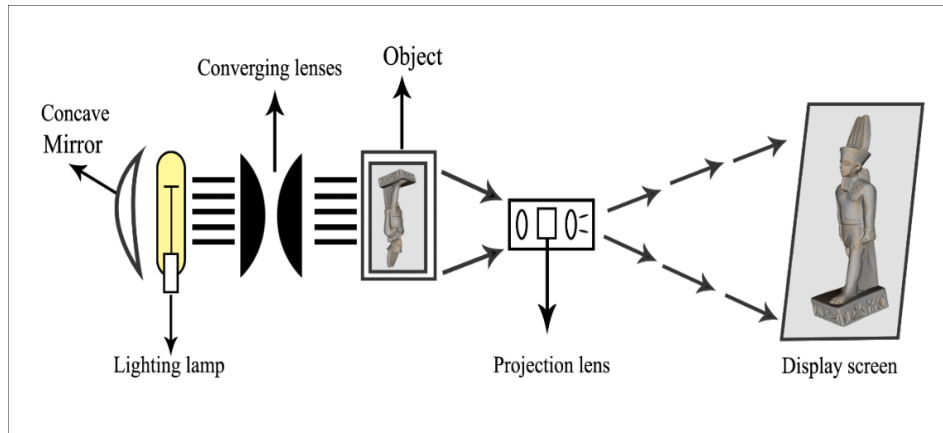 Object
Converging lenses
Concave
Mirror
Lighting lamp
Projection lens
Display screen